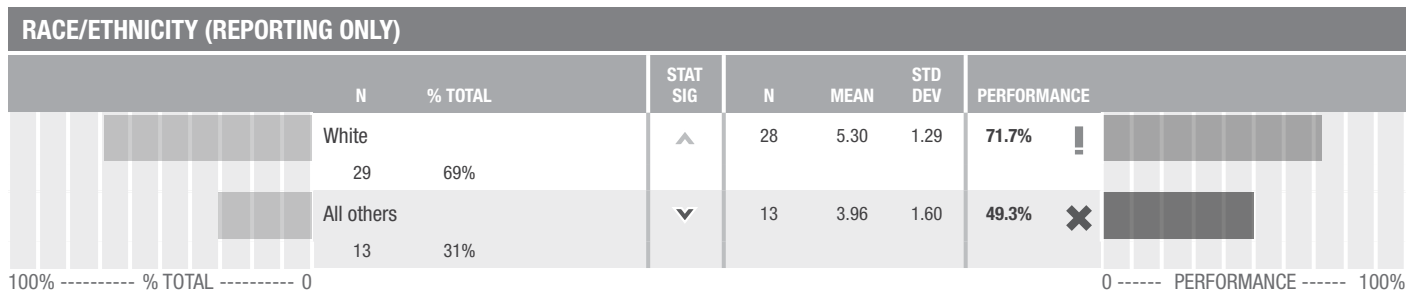 RACE/ETHNICITY (REPORTING ONLY)
N % TOTAL STAT SIG N MEAN STD DEV PERFORMANCE
White 28 5.30 1.29 71.7% !
29 69%
All others 13 3.96 1.60 49.3% ✖
13 31%
100% ---------- % TOTAL ---------- 0 0 ------ PERFORMANCE ------ 100%